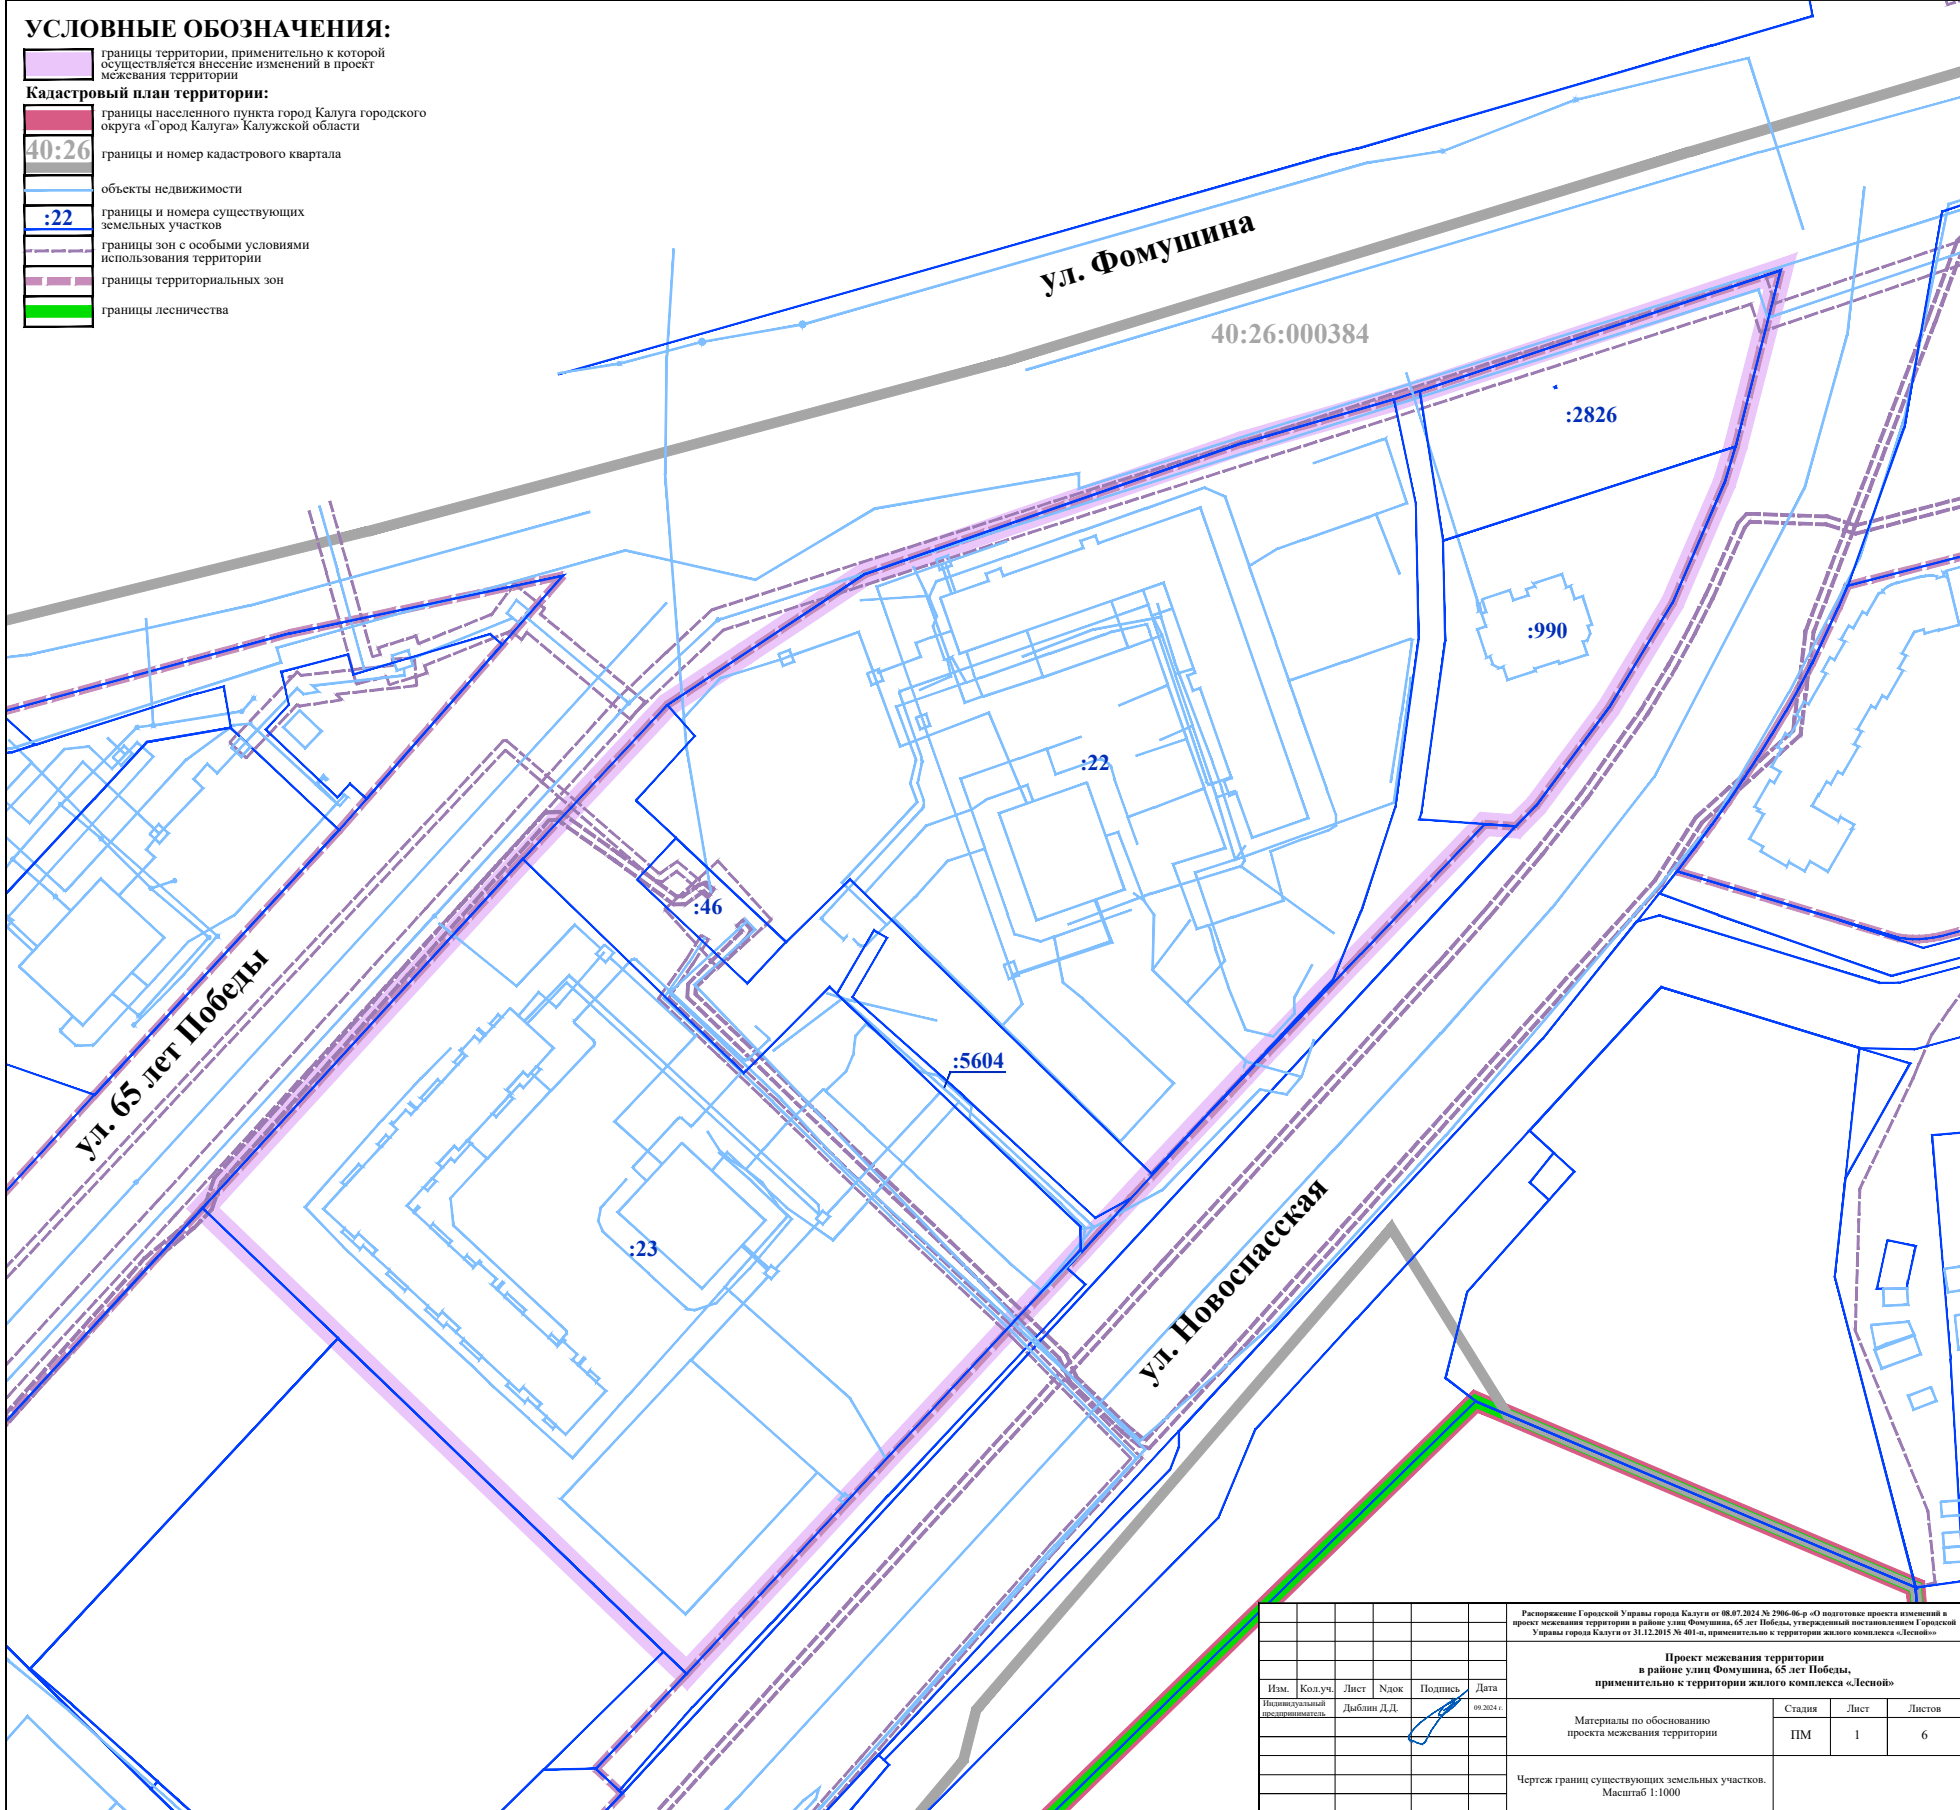 УСЛОВНЫЕ ОБОЗНАЧЕНИЯ:
границы территории, применительно к которой
осуществляется внесение изменений в проект
межевания территории
Кадастровый план территории:
границы населенного пункта город Калуга городского
округа «Город Калуга» Калужской области
40:26
границы и номер кадастрового квартала
объекты недвижимости
:22
границы и номера существующих
земельных участков
границы зон с особыми условиями
использования территории
границы территориальных зон
границы лесничества
ул. Фомушина
40:26:000384
:2826
:990
:22
:46
ул. 65 лет Победы
:5604
:23
ул. Новоспасская
Распоряжение Городской Управы города Калуги от 08.07.2024 № 2906-06-р «О подготовке проекта изменений в
проект межевания территории в районе улиц Фомушина, 65 лет Победы, утвержденный постановлением Городской
Управы города Калуги от 31.12.2015 № 401-п, применительно к территории жилого комплекса «Лесной»»
Проект межевания территории
в районе улиц Фомушина, 65 лет Победы,
применительно к территории жилого комплекса «Лесной»
Изм. Кол.уч. Лист Nдок Подпись Дата
Индивидуальный
предприниматель
Дыблин Д.Д.
09.2024 г.
Материалы по обоснованию
проекта межевания территории
Стадия Лист Листов
ПМ 1 6
Чертеж границ существующих земельных участков.
Масштаб 1:1000